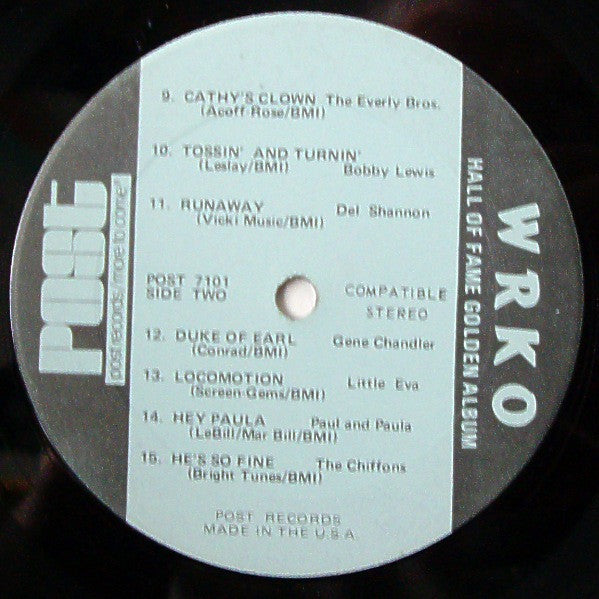 9. CATHY'S CLOWN The Everly Bros.
(Acoff Rose/BMI)
10. TOSSIN' AND TURNIN'
(Leslay/BMI) Bobby Lewis
11. RUNAWAY Del Shannon
(Vicki Music/BMI)
POST 7101
SIDE TWO
COMPATIBLE
STEREO
12. DUKE OF EARL Gene Chandler
(Conrad/BMI)
13. LOCOMOTION Little Eva
(Screen-Gems/BMI)
14. HEY PAULA Paul and Paula
(LeBill/Mar Bill/BMI)
15. HE'S SO FINE The Chiffons
(Bright Tunes/BMI)
POST RECORDS
MADE IN THE U.S.A
POST
post records/more to come
WRKO
HALL OF FAME GOLDEN ALBUM